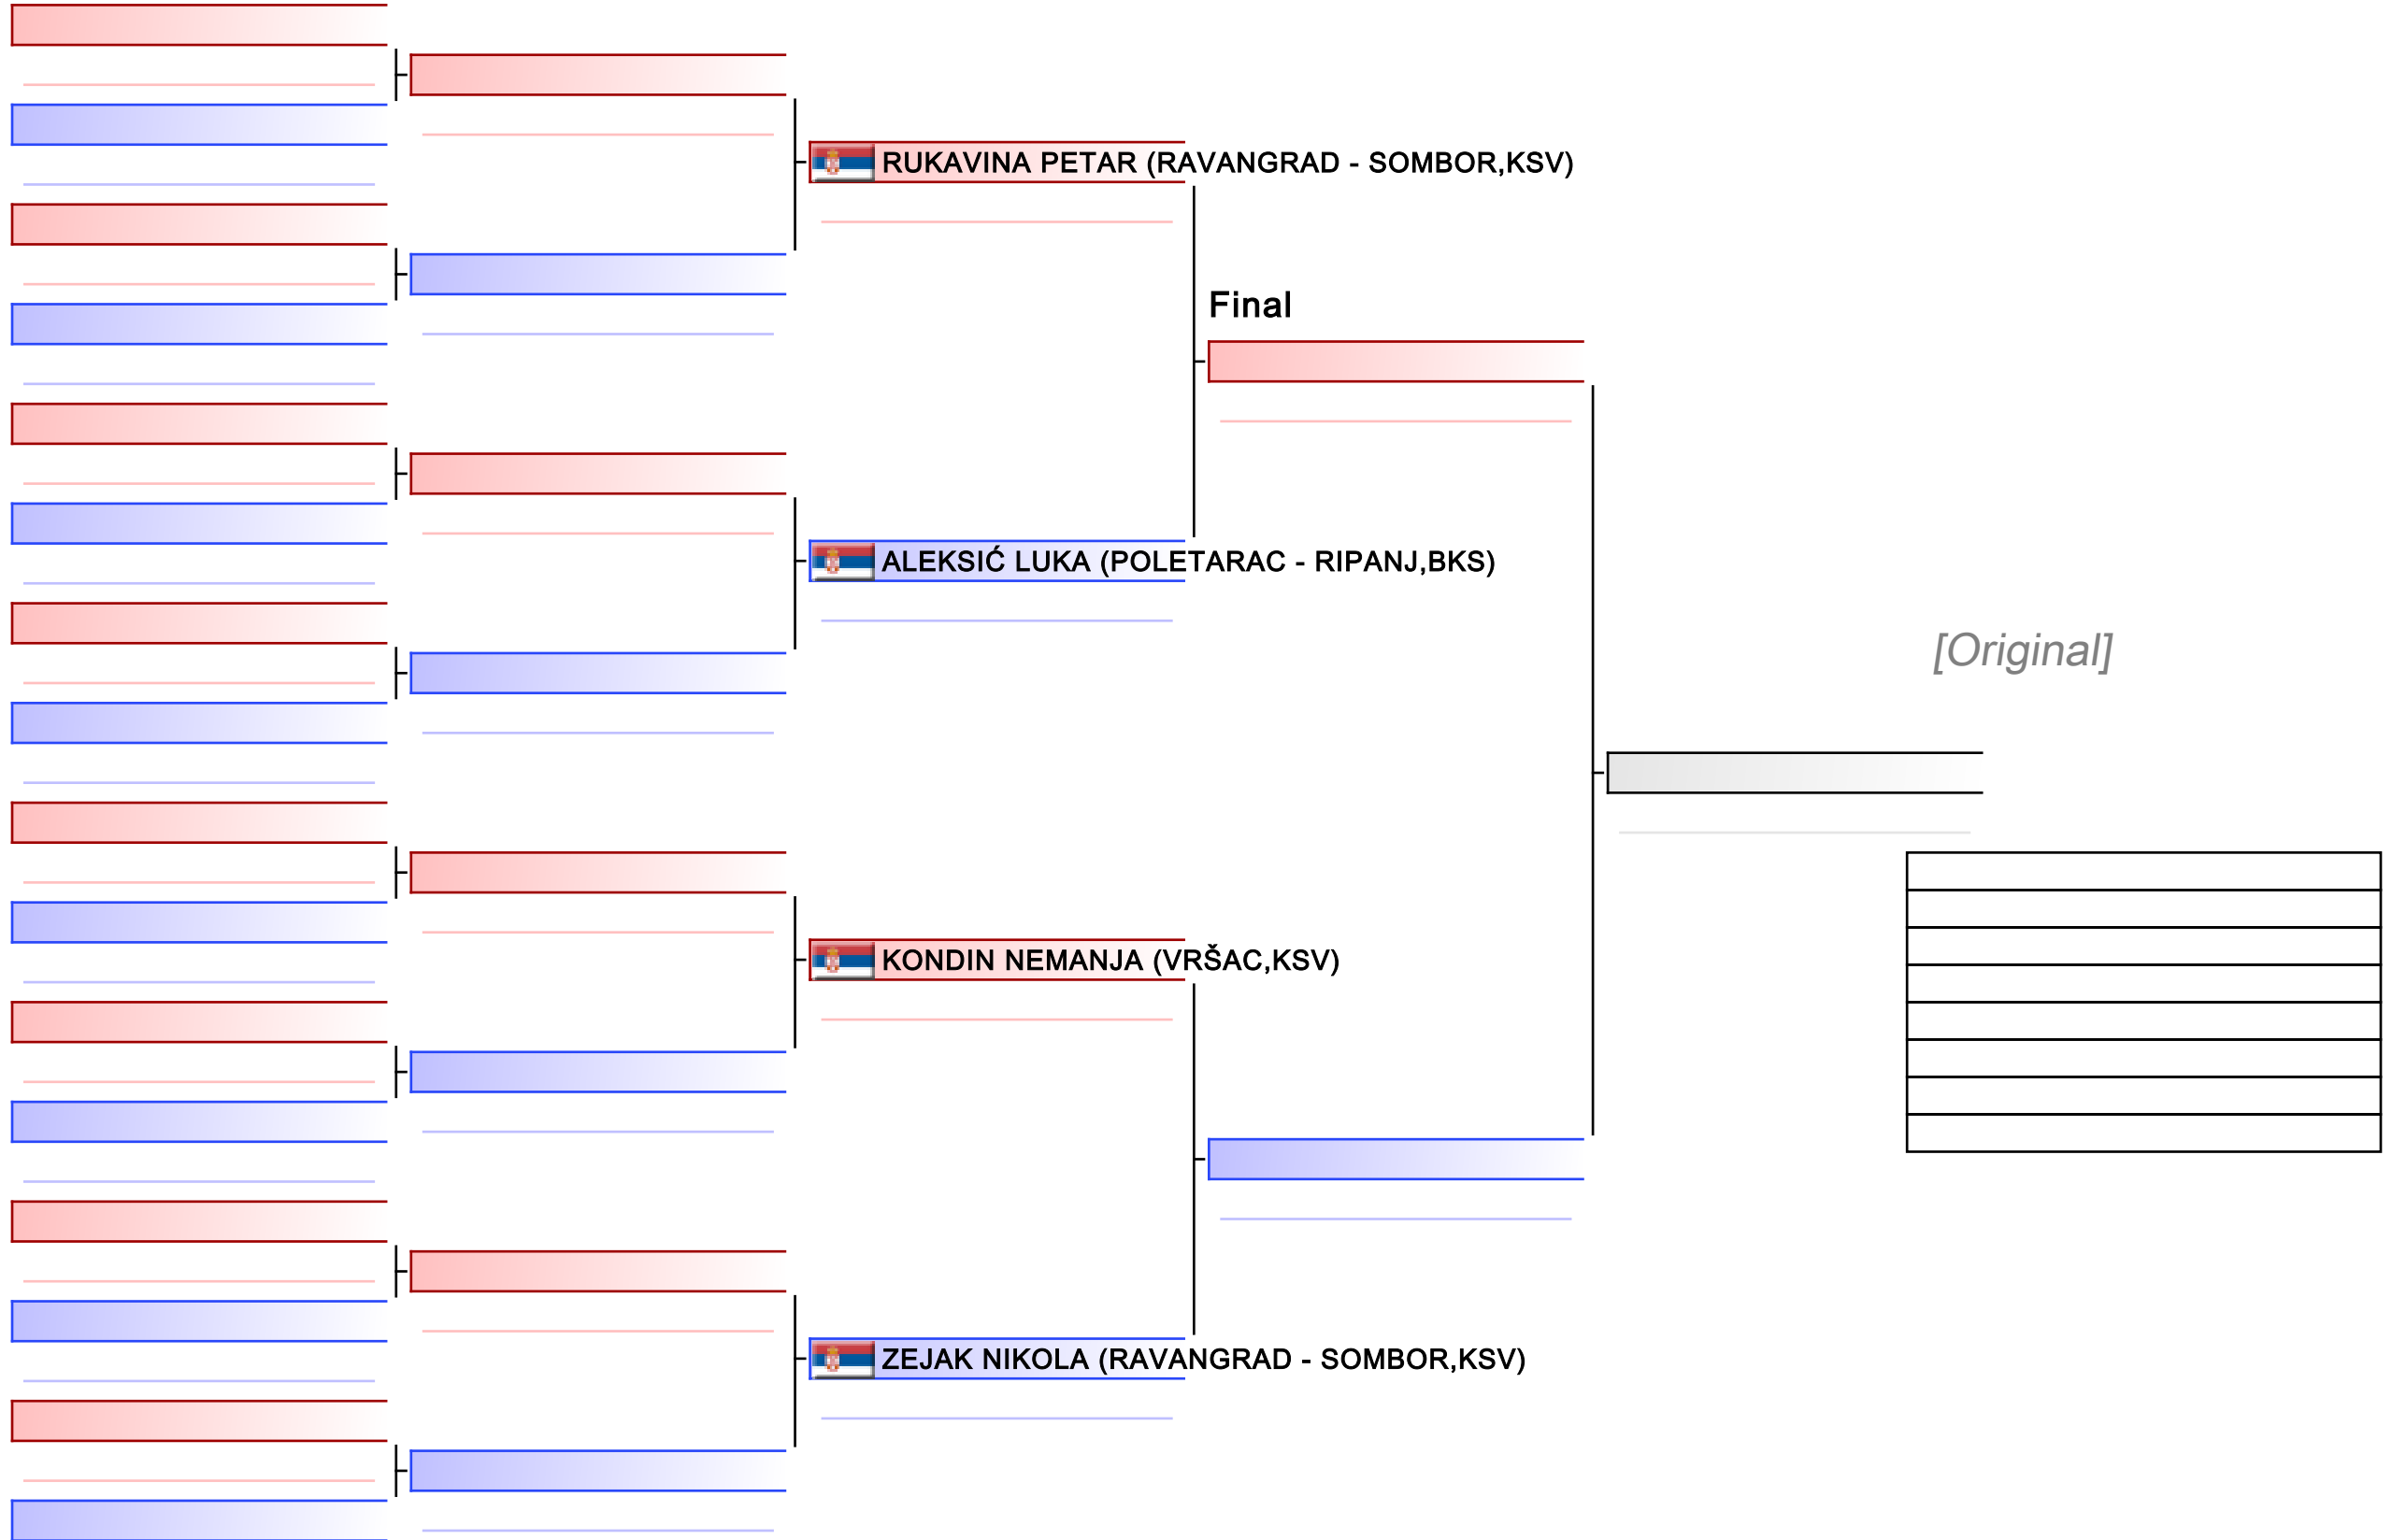 RUKAVINA PETAR (RAVANGRAD - SOMBOR,KSV)
Final
ALEKSIĆ LUKA (POLETARAC - RIPANJ,BKS)
[Original]
KONDIN NEMANJA (VRŠAC,KSV)
ZEJAK NIKOLA (RAVANGRAD - SOMBOR,KSV)